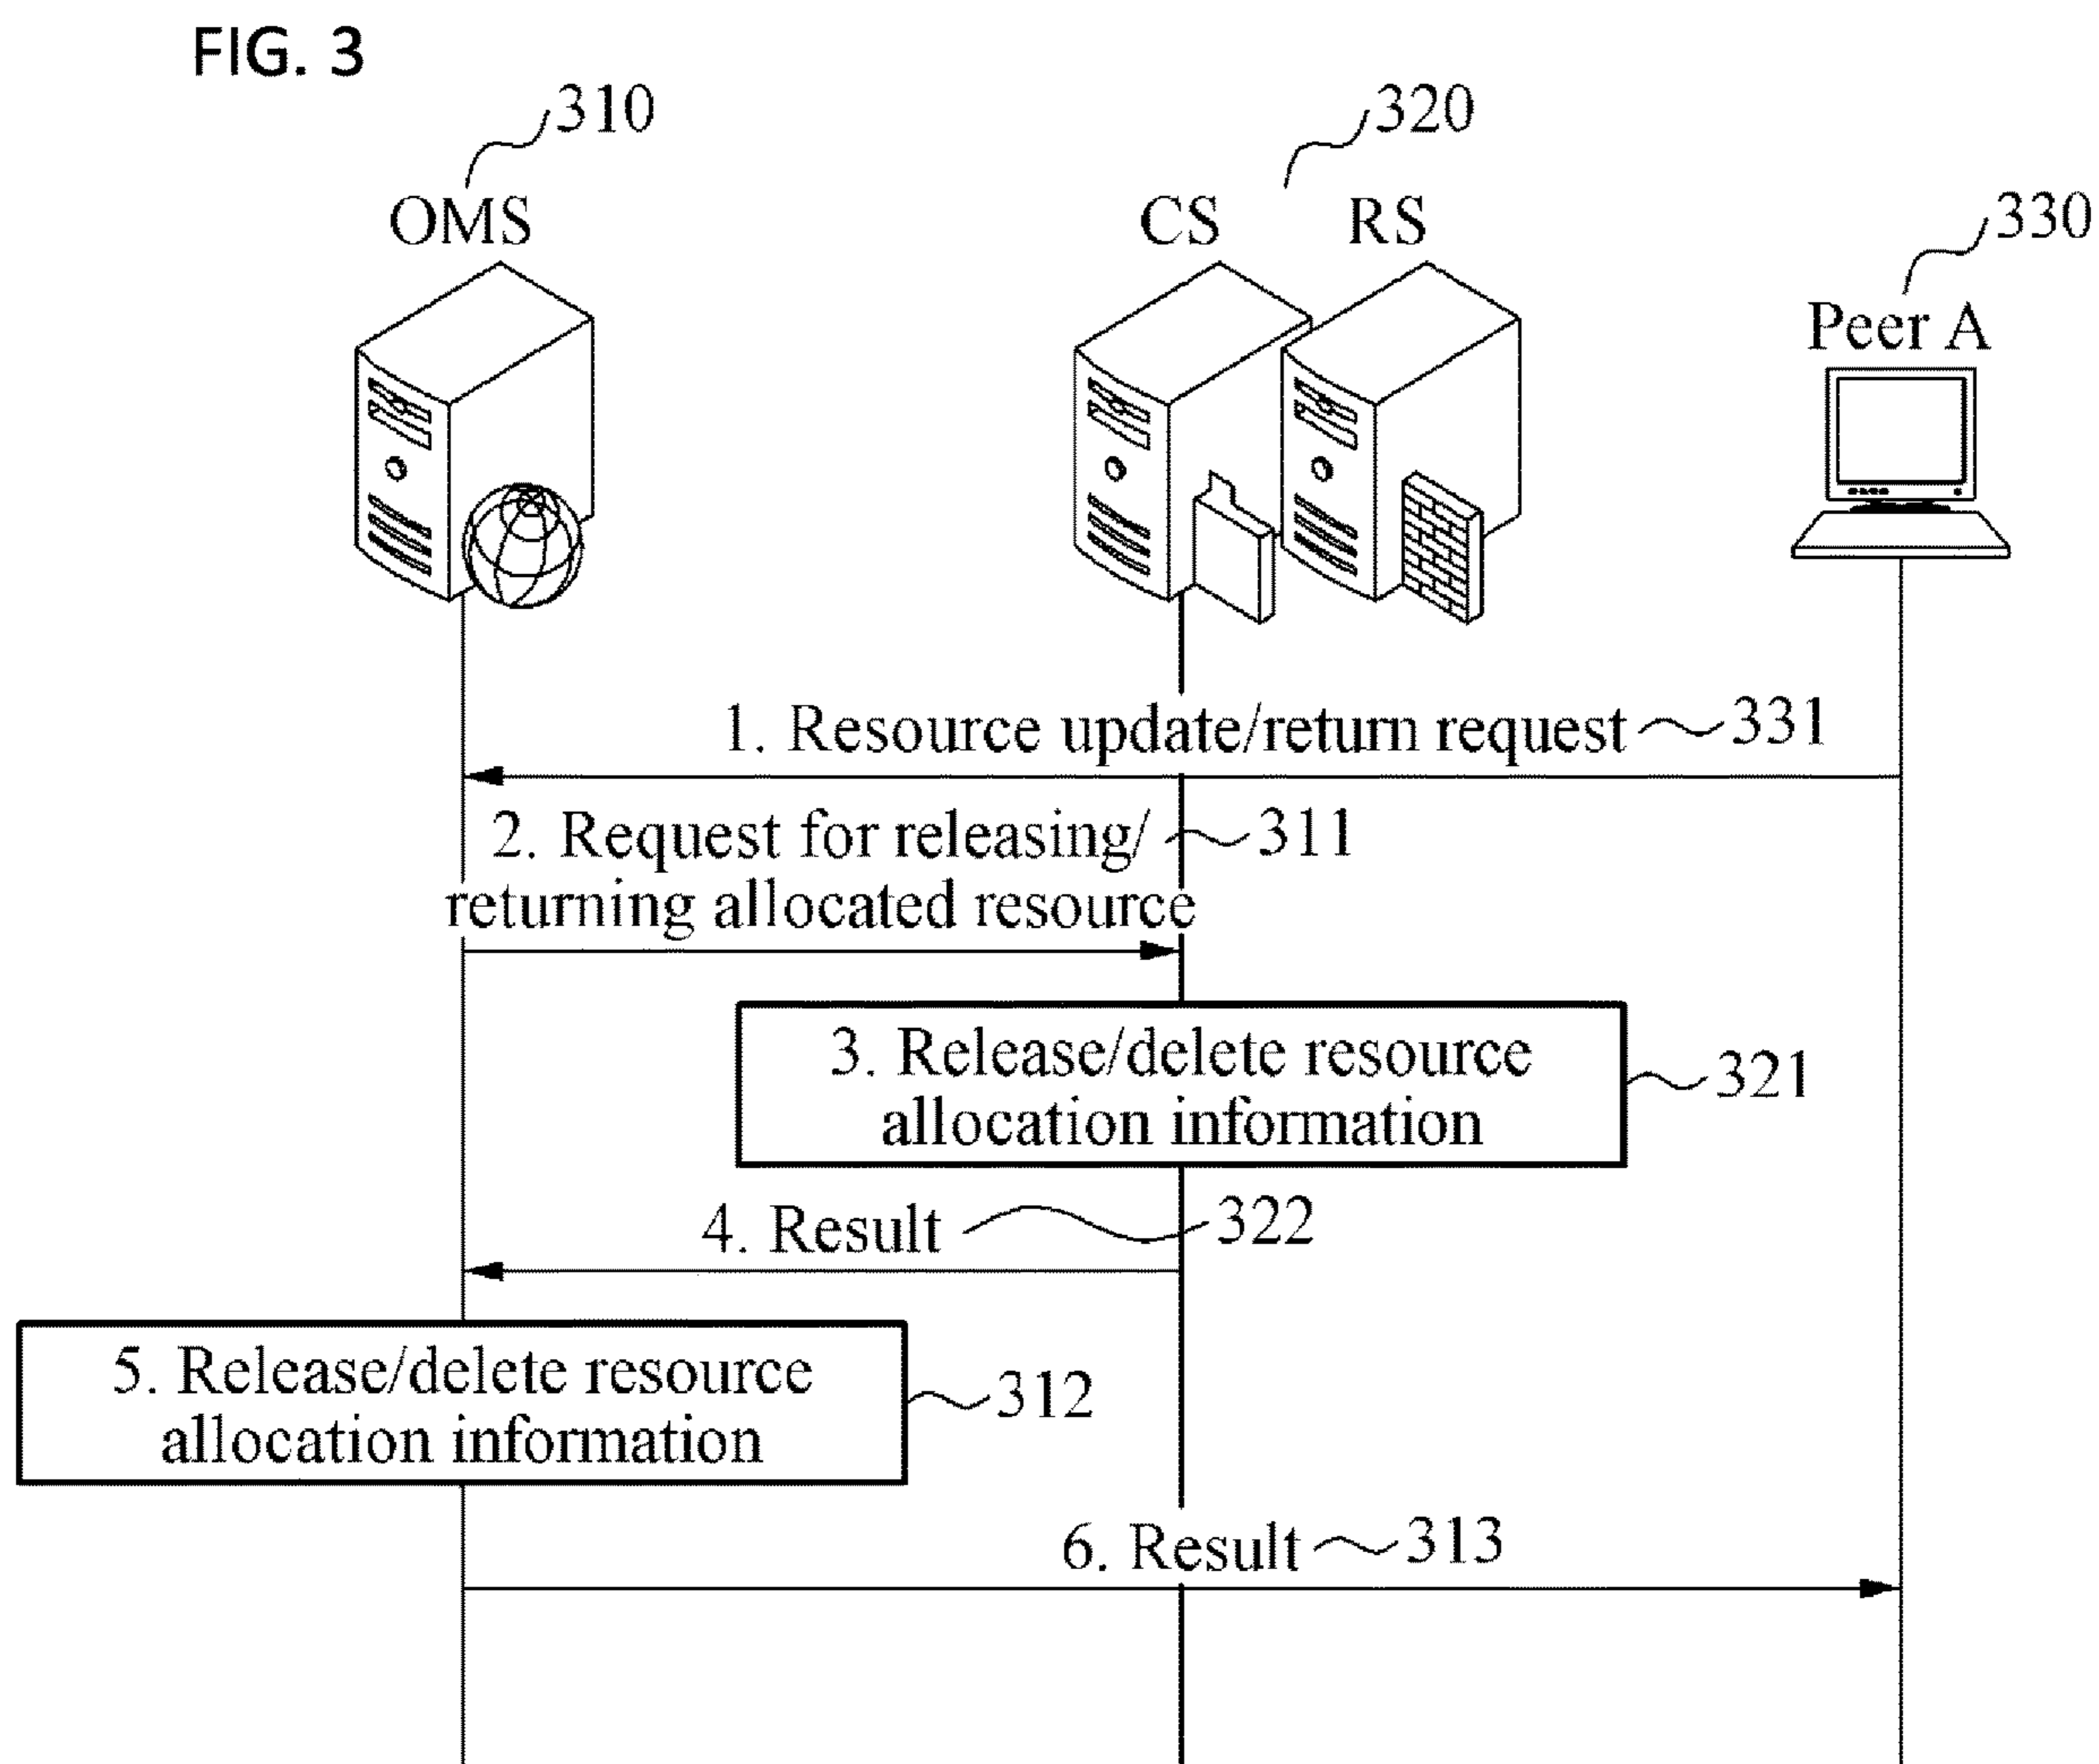 FIG. 3
310
320
OMS
CS
RS
330
Peer A
1. Resource update/return request
331
2. Request for releasing/
311
returning allocated resource
3. Release/delete resource
allocation information
321
4. Result
322
5. Release/delete resource
allocation information
312
6. Result
313